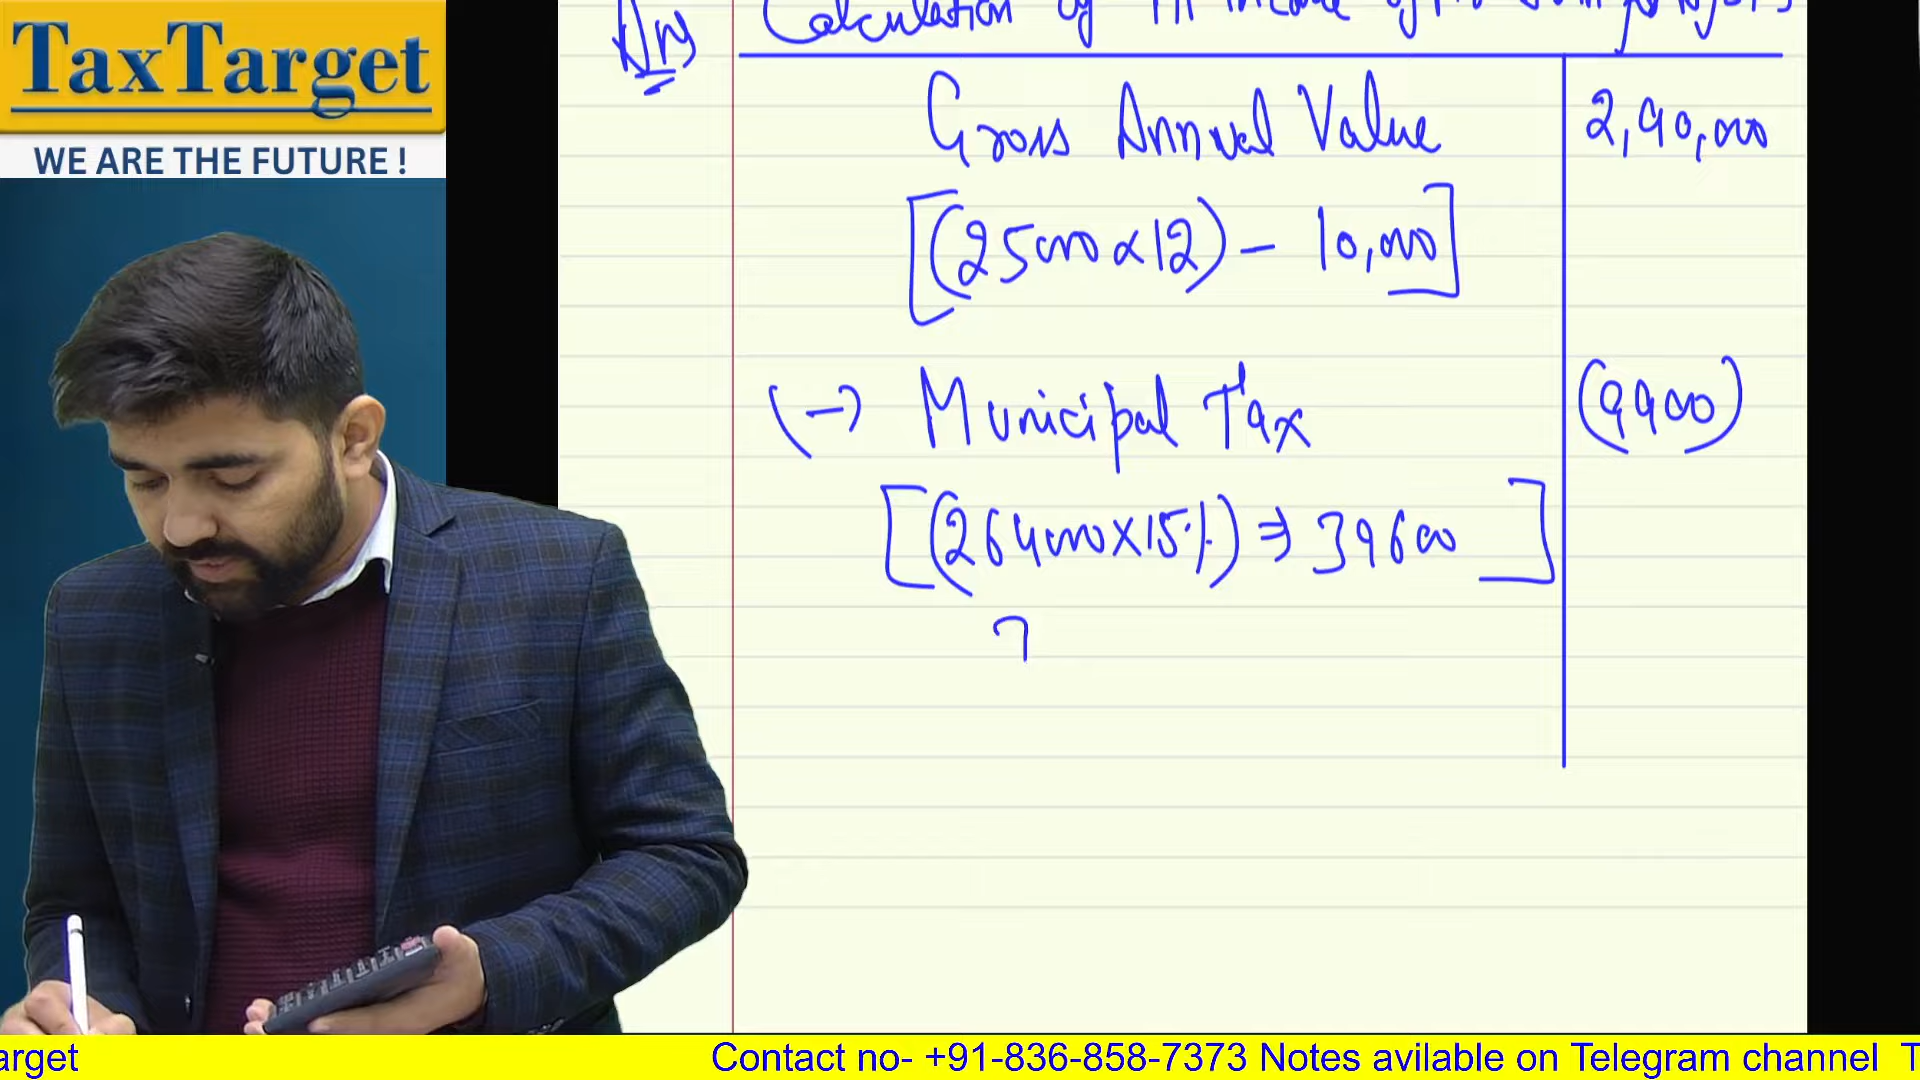 TaxTarget
WE ARE THE FUTURE !
Ans
Calculation of
Gross Annual Value 2,90,000
[(25000 x 12) - 10,000]
(-) Municipal Tax (9900)
[(264000 x 15%) ⇒ 39600 ]
7
arget Contact no- +91-836-858-7373 Notes avilable on Telegram channel T